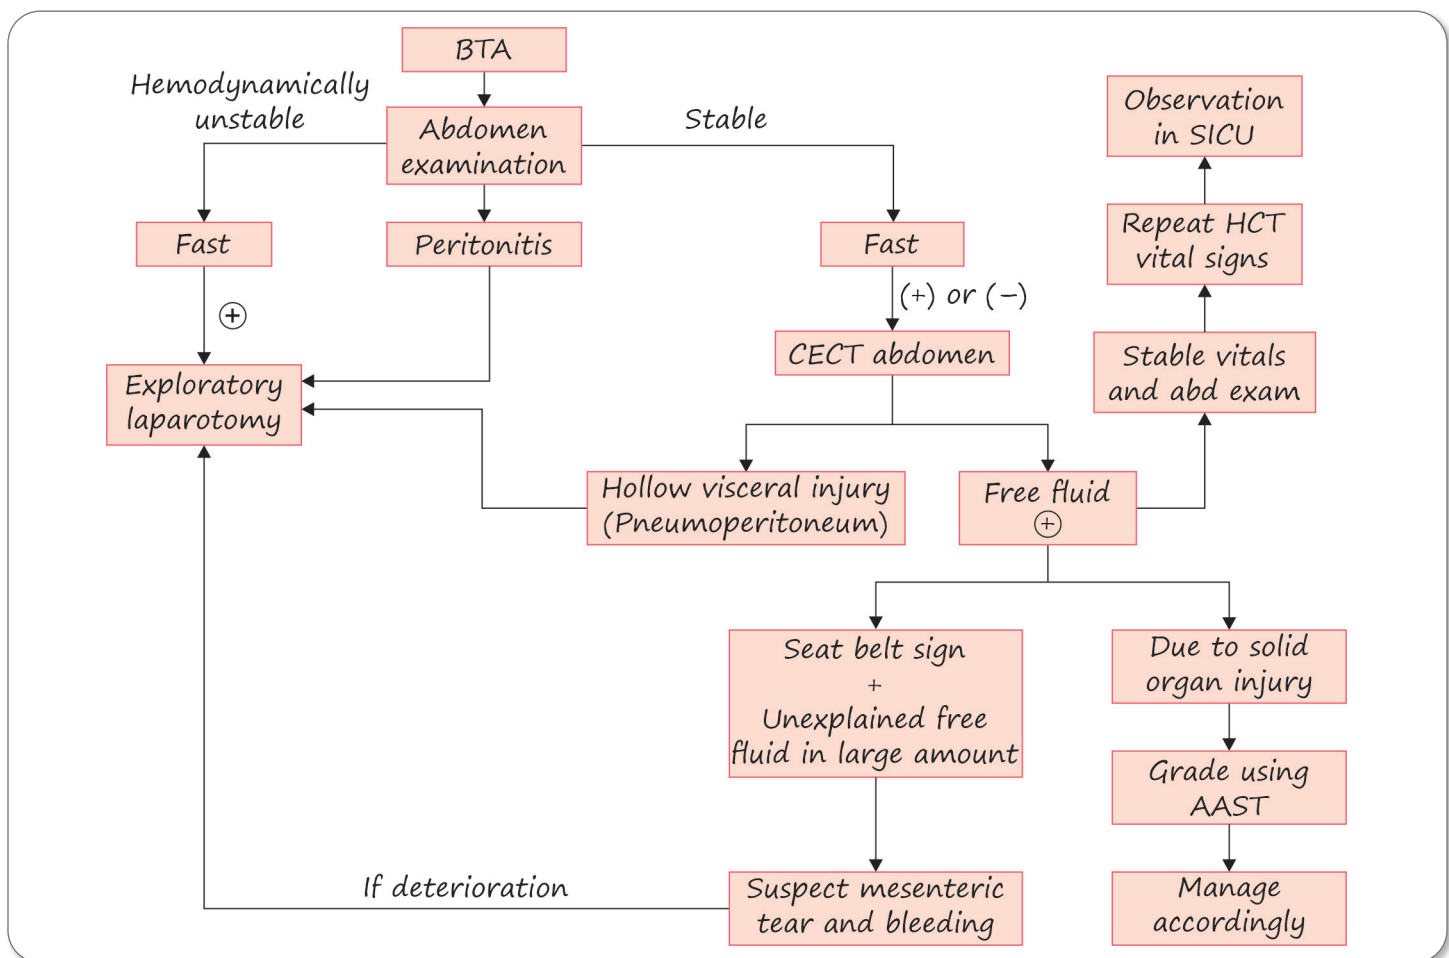 BTA
Hemodynamically
unstable
Abdomen
examination
Stable
Fast
⊕
Peritonitis
Exploratory
laparotomy
Fast
(+) or (−)
CECT abdomen
Hollow visceral injury
(Pneumoperitoneum)
Free fluid
⊕
Observation
in SICU
Repeat HCT
vital signs
Stable vitals
and abd exam
Seat belt sign
+
Unexplained free
fluid in large amount
Due to solid
organ injury
Grade using
AAST
If deterioration
Suspect mesenteric
tear and bleeding
Manage
accordingly